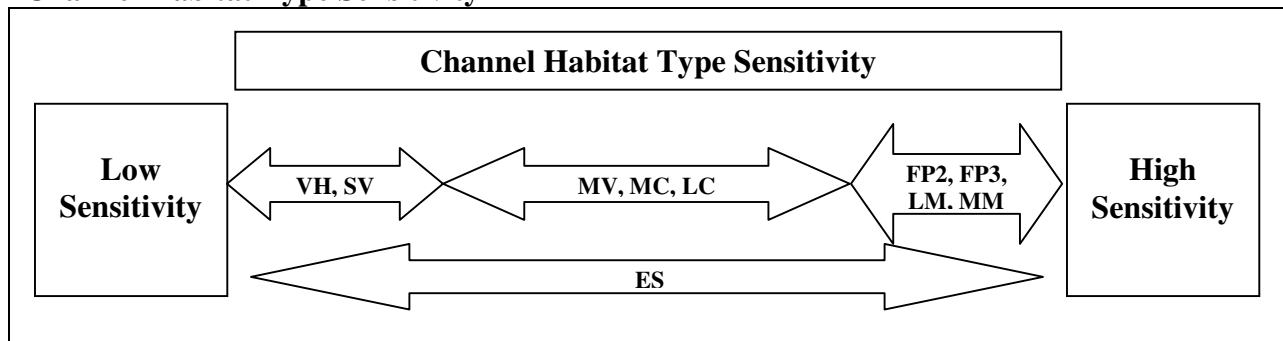 Channel Habitat Type Sensitivity
Channel Habitat Type Sensitivity
Low
Sensitivity
VH, SV
MV, MC, LC
FP2, FP3,
LM. MM
High
Sensitivity
ES